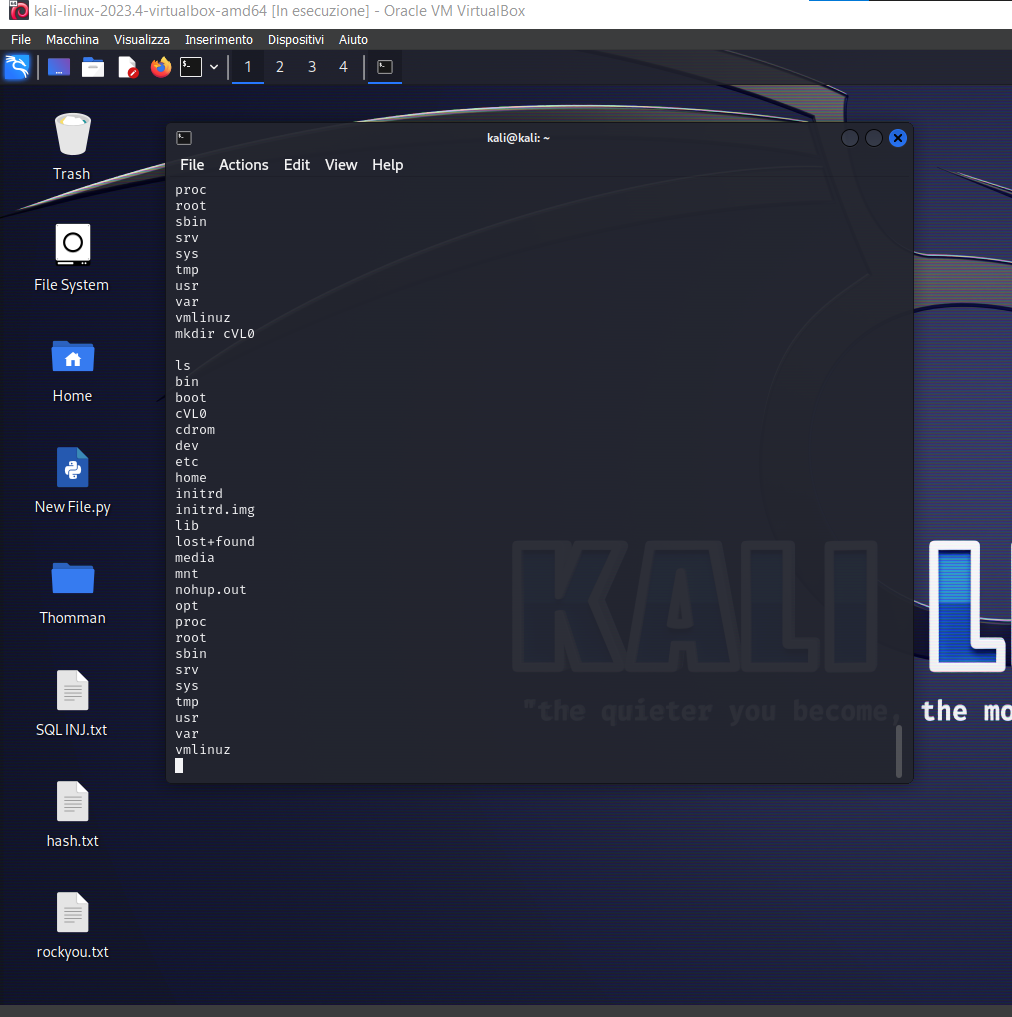 kali-linux-2023.4-virtualbox-amd64 [In esecuzione] - Oracle VM VirtualBox
File Macchina Visualizza Inserimento Dispositivi Aiuto
1 2 3 4
kali@kali: ~
File Actions Edit View Help
proc
root
sbin
srv
sys
tmp
usr
var
vmlinuz
mkdir cVL0
ls
bin
boot
cVL0
cdrom
dev
etc
home
initrd
initrd.img
lib
lost+found
media
mnt
nohup.out
opt
proc
root
sbin
srv
sys
tmp
usr
var
vmlinuz
Trash
File System
Home
New File.py
Thomman
SQL INJ.txt
hash.txt
rockyou.txt
KALI L
"the quieter you become, the mo